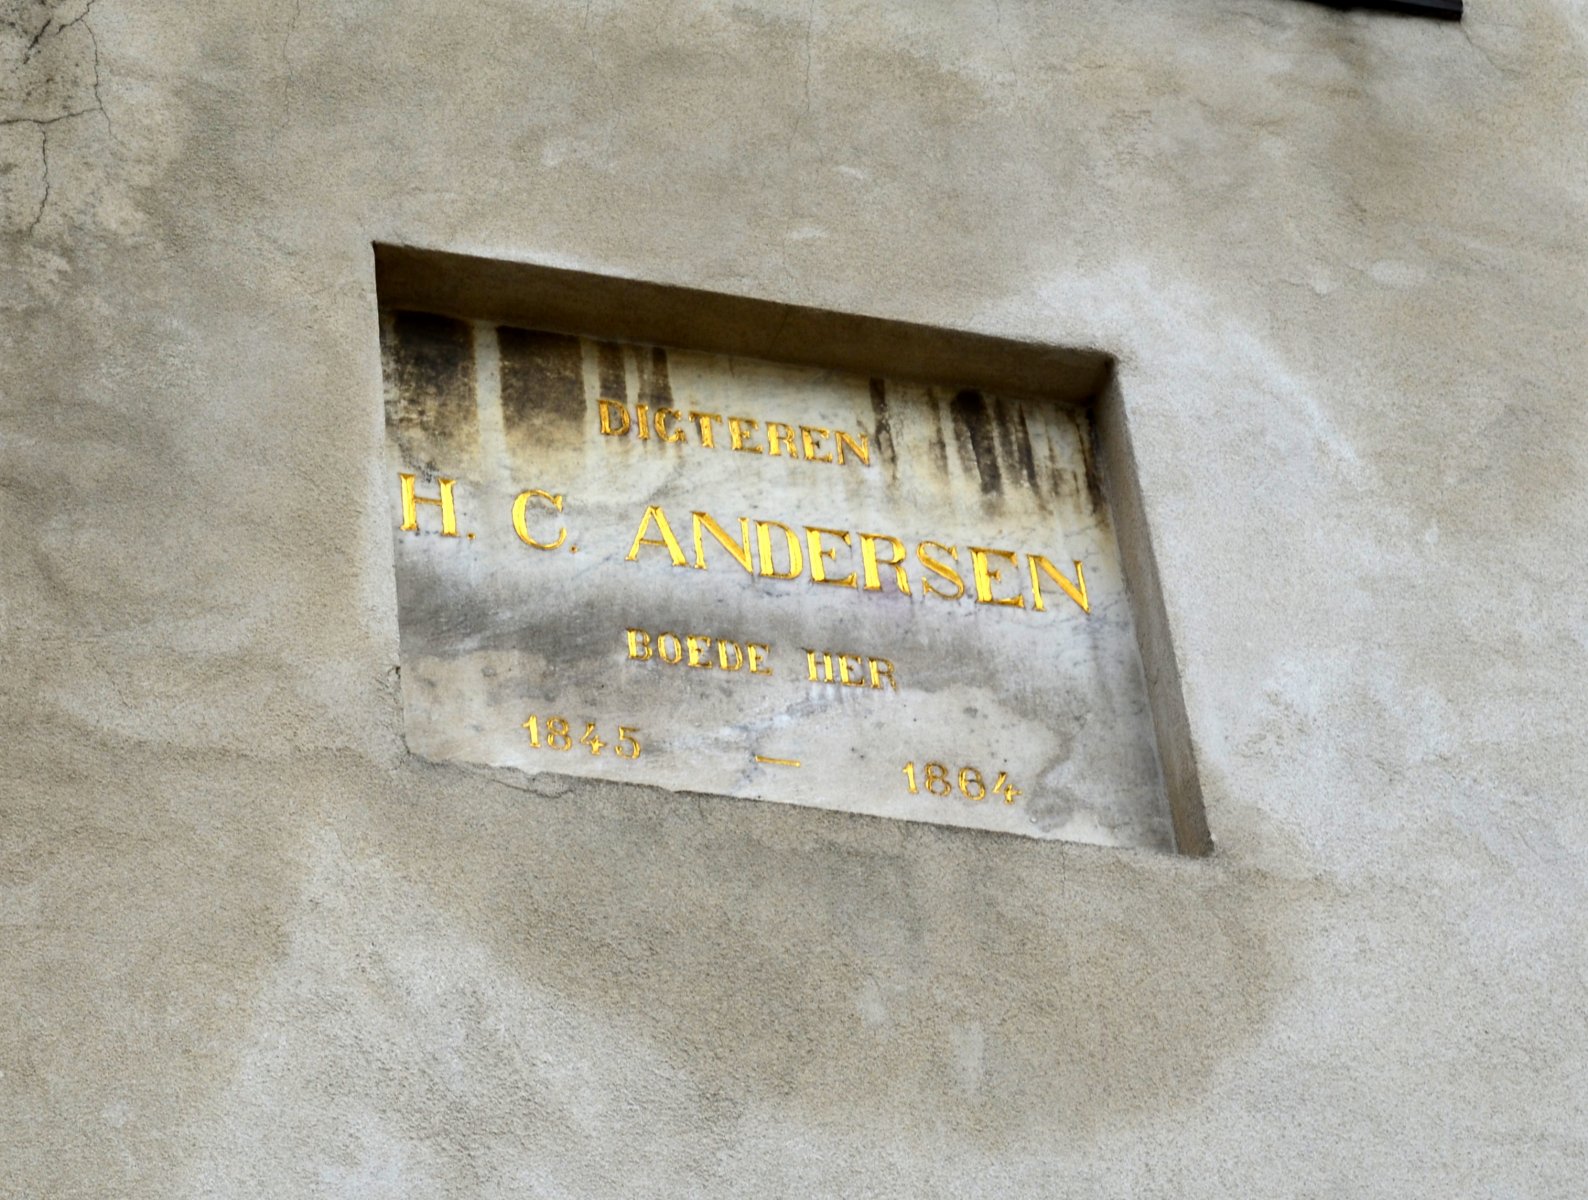 DIGTEREN
H. C. ANDERSEN
BOEDE HER
1845 — 1864